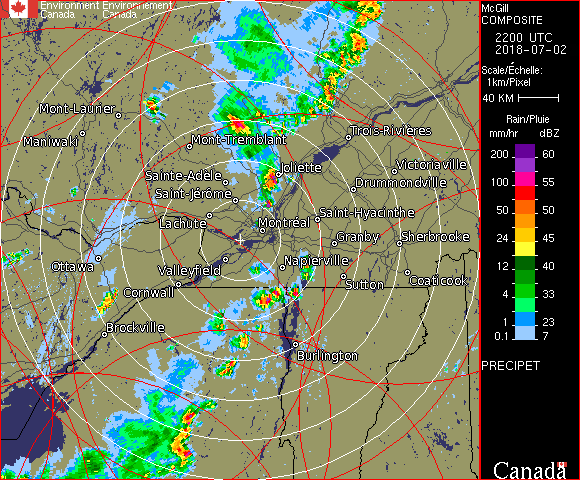 Environment Environnement
Canada Canada
McGill
COMPOSITE
2200 UTC
2018-07-02
Scale/Échelle:
1km/Pixel
40 KM
Rain/Pluie
mm/hr dBZ
200 60
100 55
50 50
24 45
12 40
4 33
1 23
0.1 7
PRECIPET
Canada
Mont-Laurier
Maniwaki
Mont-Tremblant
Trois-Rivières
Joliette
Victoriaville
Sainte-Adèle
Drummondville
Saint-Jérôme
Lachute
Montréal
Saint-Hyacinthe
Granby
Sherbrooke
Ottawa
Valleyfield
Napierville
Cornwall
Sutton
Coaticook
Brockville
Burlington